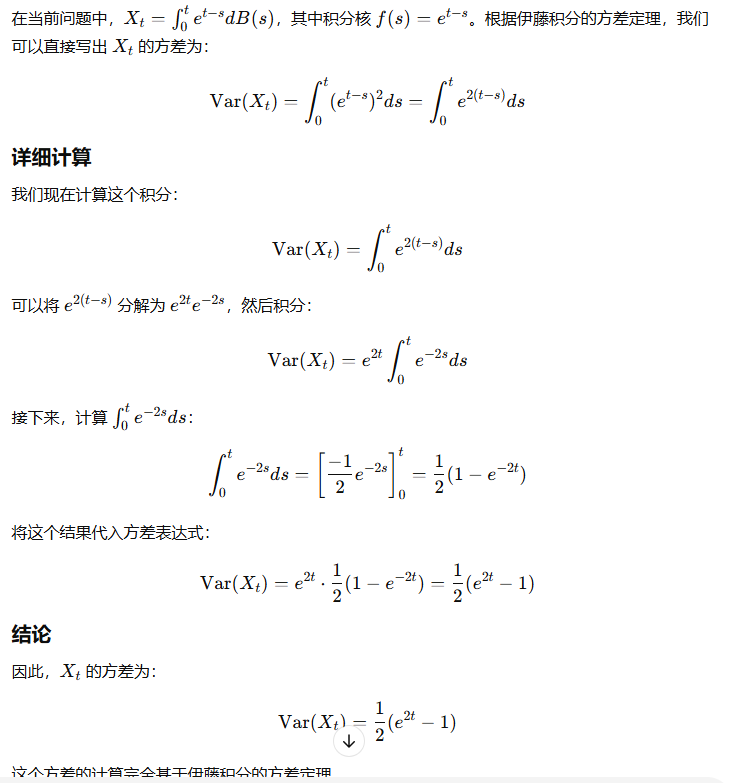 在当前问题中，$X_t = \int_0^t e^{t-s} dB(s)$，其中积分核 $f(s) = e^{t-s}$。根据伊藤积分的方差定理，我们
可以直接写出 $X_t$ 的方差为：
$$\text{Var}(X_t) = \int_0^t (e^{t-s})^2 ds = \int_0^t e^{2(t-s)} ds$$
详细计算
我们现在计算这个积分：
$$\text{Var}(X_t) = \int_0^t e^{2(t-s)} ds$$
可以将 $e^{2(t-s)}$ 分解为 $e^{2t} e^{-2s}$，然后积分：
$$\text{Var}(X_t) = e^{2t} \int_0^t e^{-2s} ds$$
接下来，计算 $\int_0^t e^{-2s} ds$：
$$\int_0^t e^{-2s} ds = \left[ \frac{-1}{2} e^{-2s} \right]_0^t = \frac{1}{2} (1 - e^{-2t})$$
将这个结果代入方差表达式：
$$\text{Var}(X_t) = e^{2t} \cdot \frac{1}{2} (1 - e^{-2t}) = \frac{1}{2} (e^{2t} - 1)$$
结论
因此，$X_t$ 的方差为：
$$\text{Var}(X_t) = \frac{1}{2} (e^{2t} - 1)$$
这个方差的计算完全基于伊藤积分的方差定理